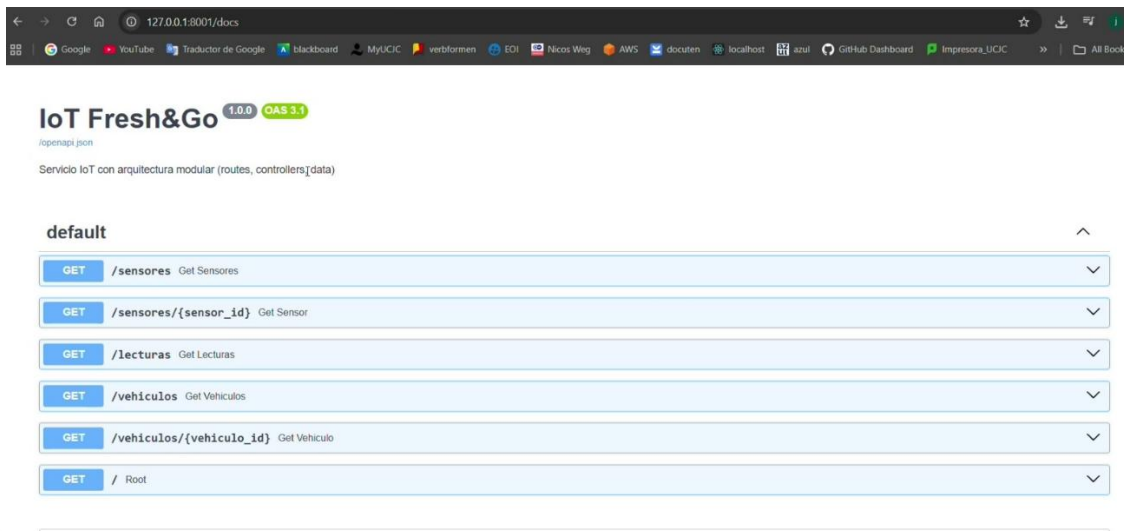 127.0.0.1:8001/docs
Google YouTube Traductor de Google blackboard MyUCJC verbformen EOI Nicos Weg AWS docuten localhost azul GitHub Dashboard Impresora_UCJC » All Book
IoT Fresh&Go 1.0.0 OAS 3.1
/openapi.json
Servicio IoT con arquitectura modular (routes, controllers, data)
default
GET /sensores Get Sensores
GET /sensores/{sensor_id} Get Sensor
GET /lecturas Get Lecturas
GET /vehiculos Get Vehiculos
GET /vehiculos/{vehiculo_id} Get Vehiculo
GET / Root